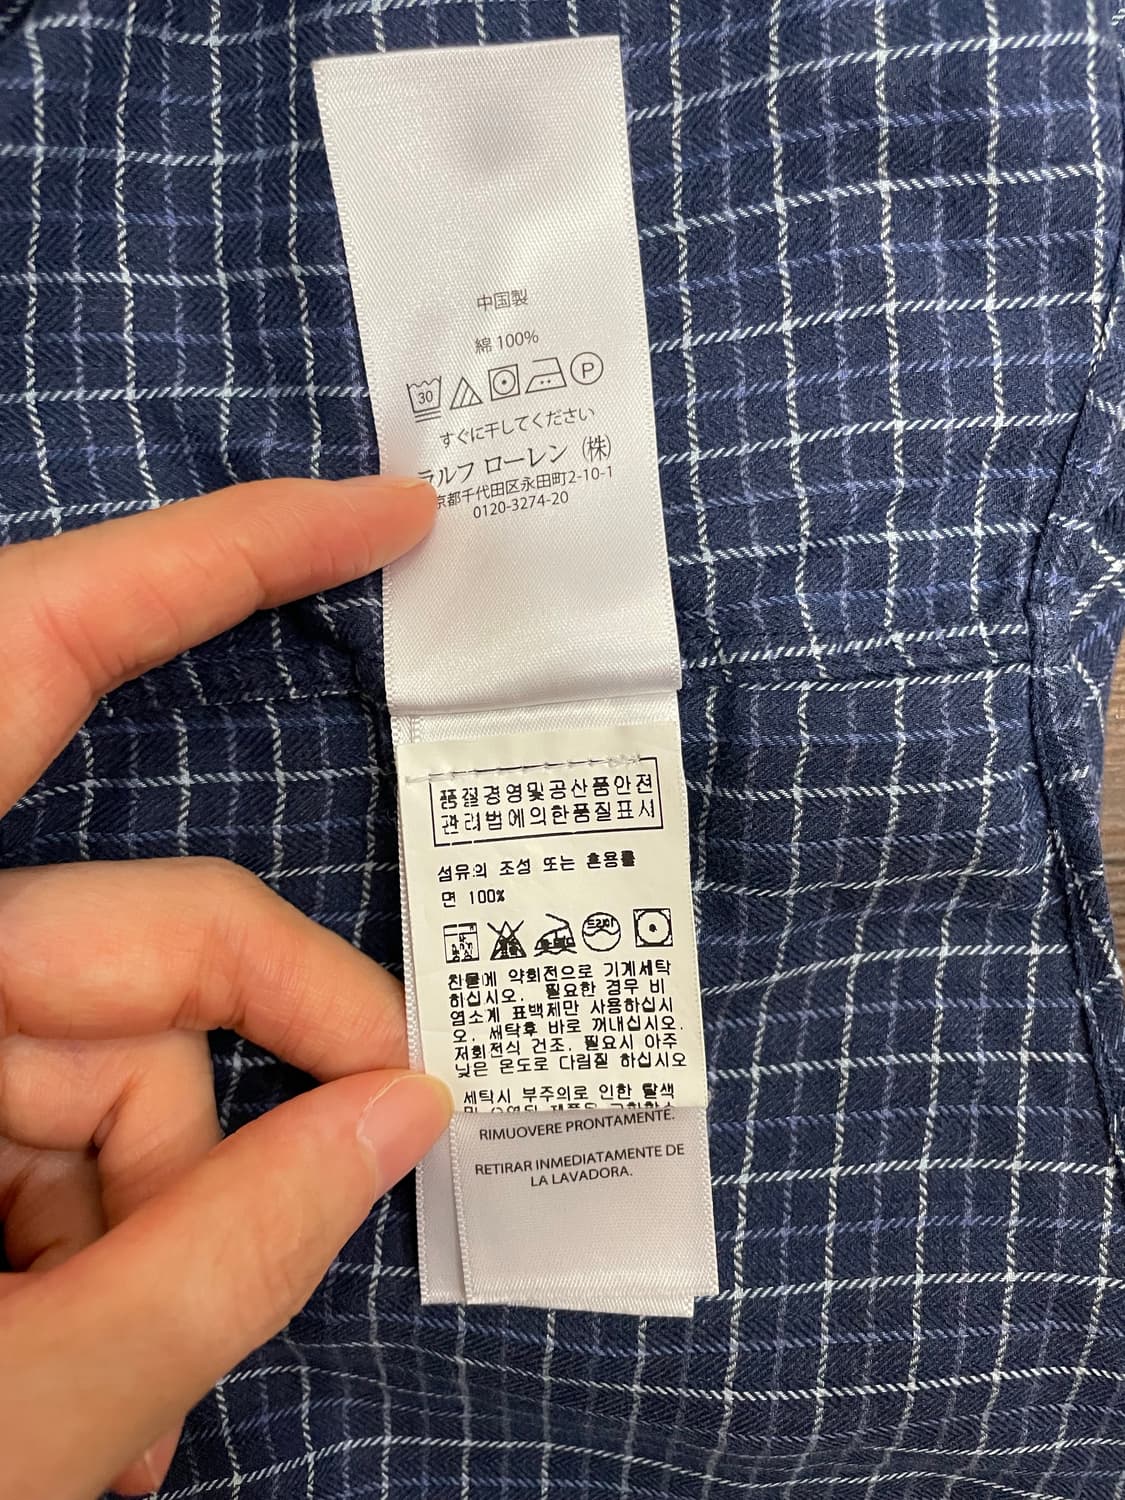 中国製
綿 100%
30 P
すぐに干してください
ラルフ ローレン (株)
京都千代田区永田町2-10-1
0120-3274-20
품질경영및공산품안전
관리법에의한품질표시
섬유의 조성 또는 혼용률
면 100%
드라이
찬물에 약회전으로 기계세탁
하십시오. 필요한 경우 비
염소계 표백제만 사용하십시
오. 세탁후 바로 꺼내십시오.
저회전식 건조. 필요시 아주
낮은 온도로 다림질 하십시오
세탁시 부주의로 인한 탈색
RIMUOVERE PRONTAMENTE.
RETIRAR INMEDIATAMENTE DE
LA LAVADORA.